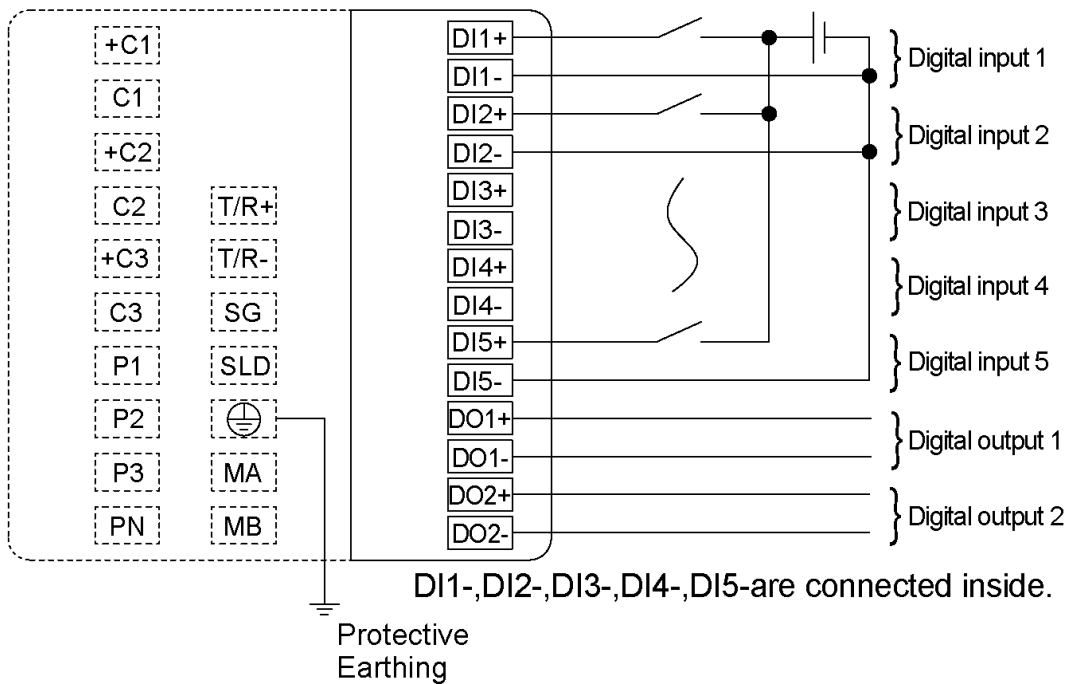 +C1
C1
+C2
C2
+C3
C3
P1
P2
P3
PN
T/R+
T/R-
SG
SLD
MA
MB
DI1+
DI1-
DI2+
DI2-
DI3+
DI3-
DI4+
DI4-
DI5+
DI5-
DO1+
DO1-
DO2+
DO2-
Digital input 1
Digital input 2
Digital input 3
Digital input 4
Digital input 5
Digital output 1
Digital output 2
DI1-,DI2-,DI3-,DI4-,DI5-are connected inside.
Protective
Earthing